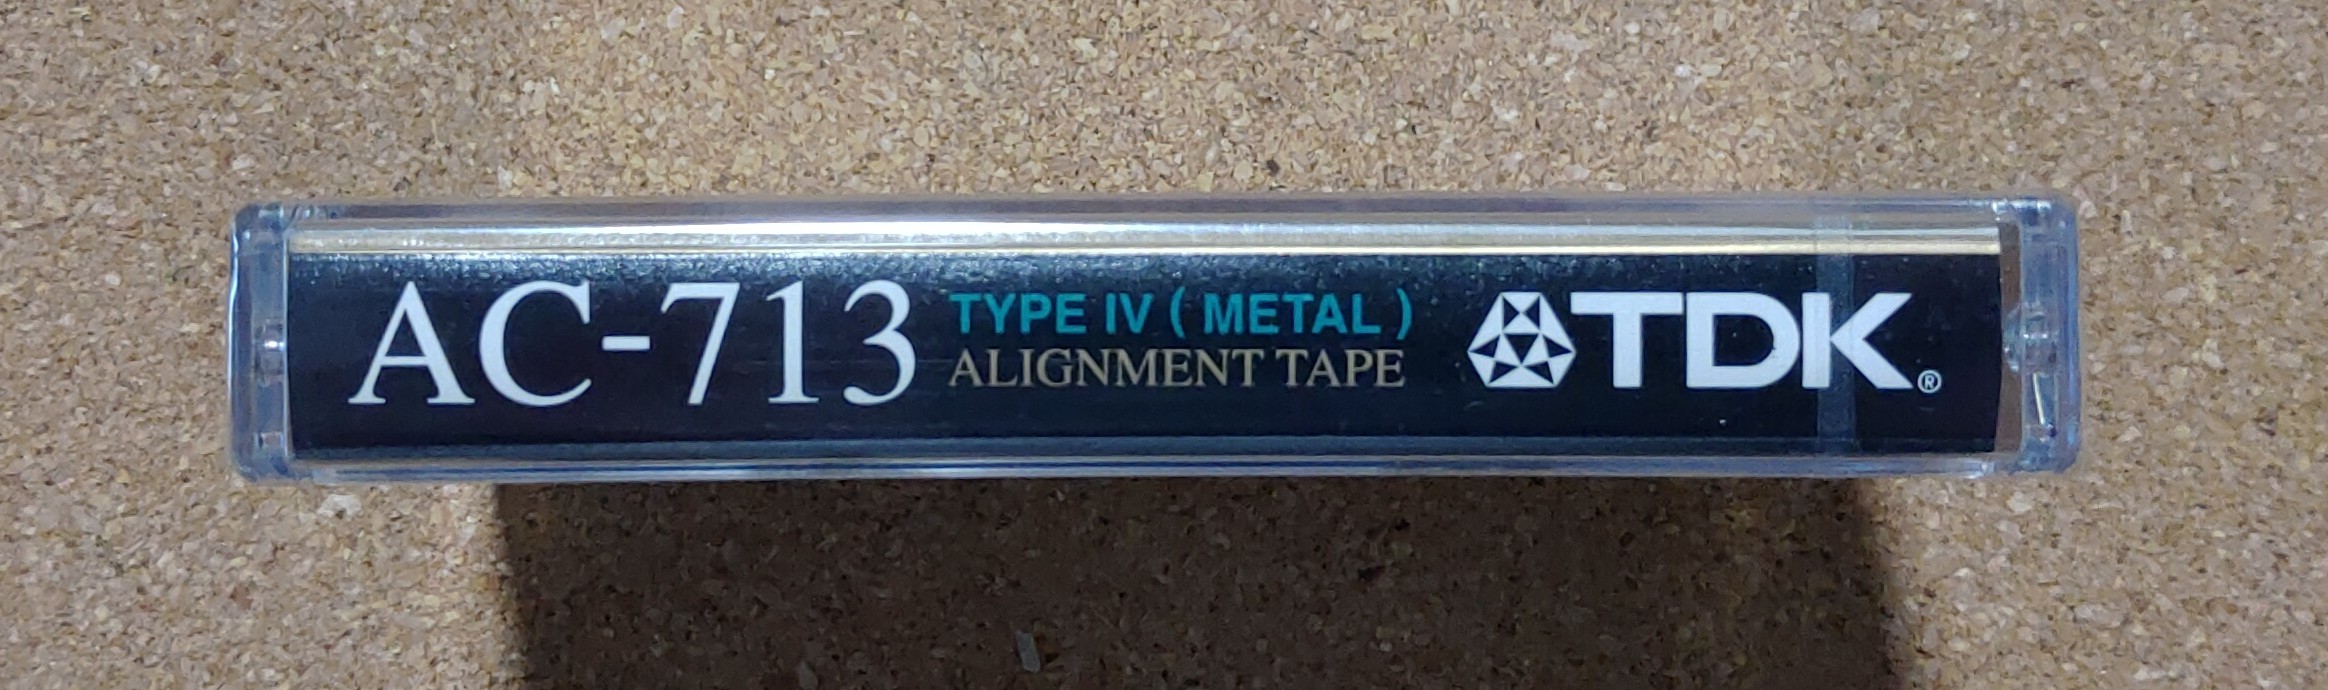 AC-713
TYPE IV ( METAL )
ALIGNMENT TAPE
TDK®